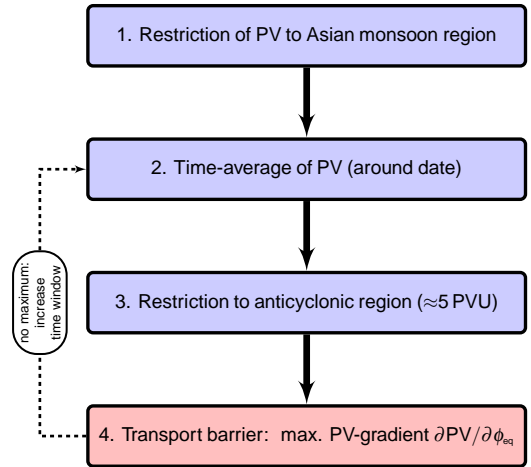 1. Restriction of PV to Asian monsoon region
2. Time-average of PV (around date)
no maximum:
increase
time window
3. Restriction to anticyclonic region (≈5 PVU)
4. Transport barrier: max. PV-gradient ∂PV/∂ϕeq